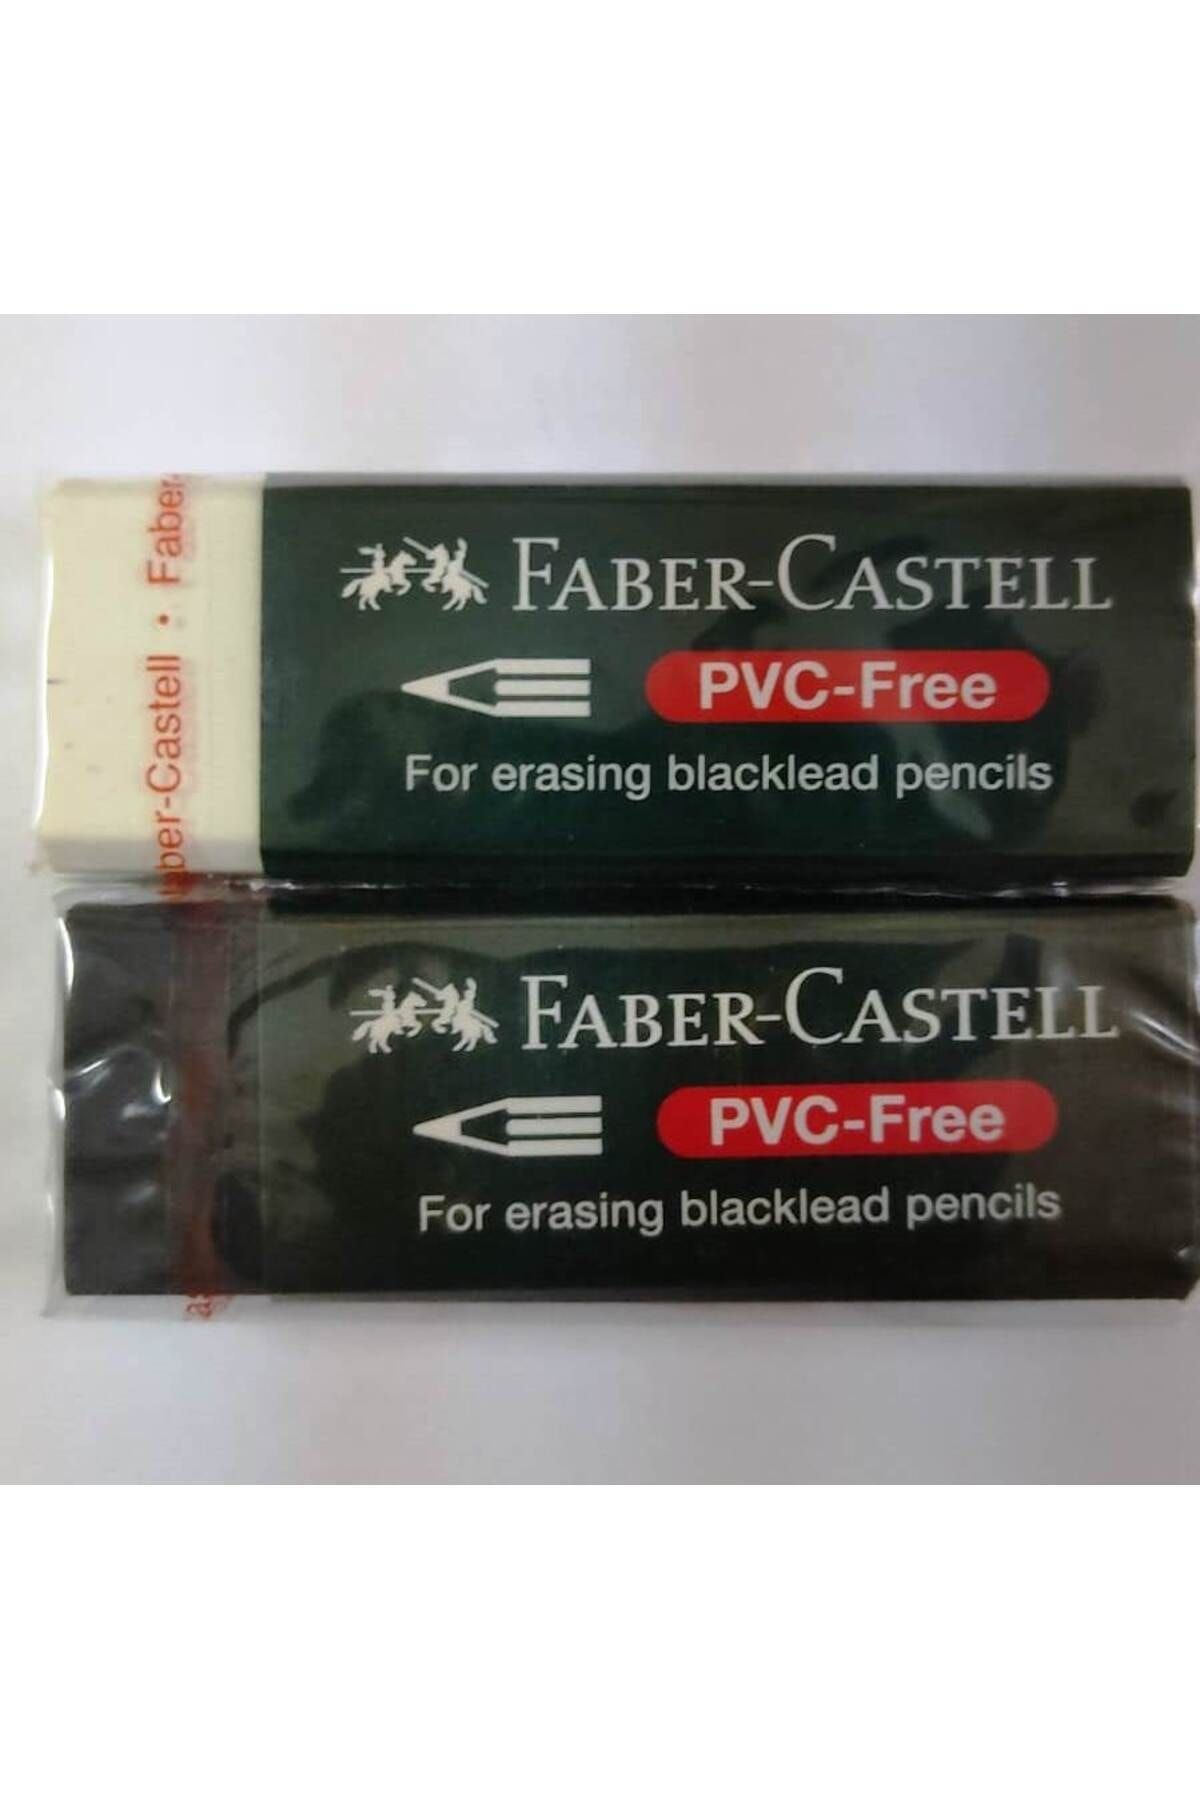 Faber-Castell • Faber-
FABER-CASTELL
PVC-Free
For erasing blacklead pencils
FABER-CASTELL
PVC-Free
For erasing blacklead pencils